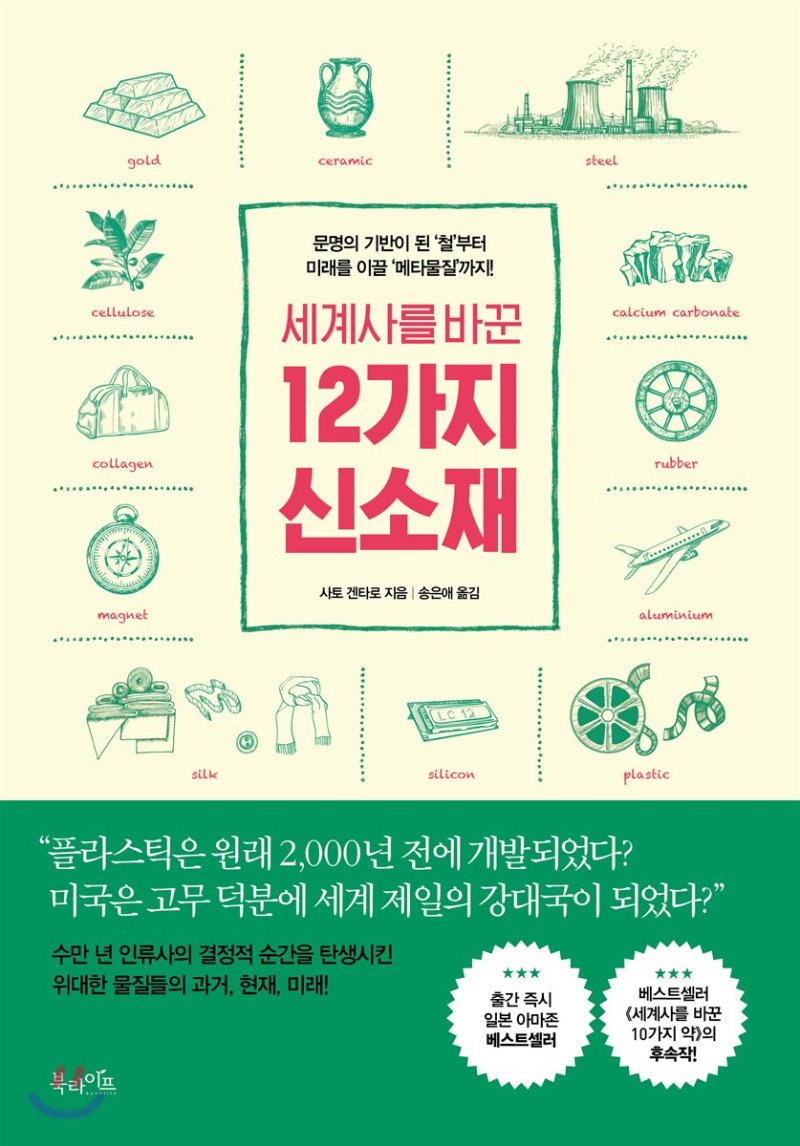 gold
ceramic
steel
문명의 기반이 된 ‘철’부터
미래를 이끌 ‘메타물질’까지!
cellulose
calcium carbonate
세계사를 바꾼
12가지
신소재
collagen
rubber
사토 겐타로 지음 | 송은애 옮김
magnet
aluminium
LC 12
silk
silicon
plastic
“플라스틱은 원래 2,000년 전에 개발되었다?
미국은 고무 덕분에 세계 제일의 강대국이 되었다?”
수만 년 인류사의 결정적 순간을 탄생시킨
위대한 물질들의 과거, 현재, 미래!
출간 즉시
일본 아마존
베스트셀러
베스트셀러
《세계사를 바꾼
10가지 약》의
후속작!
북라이프